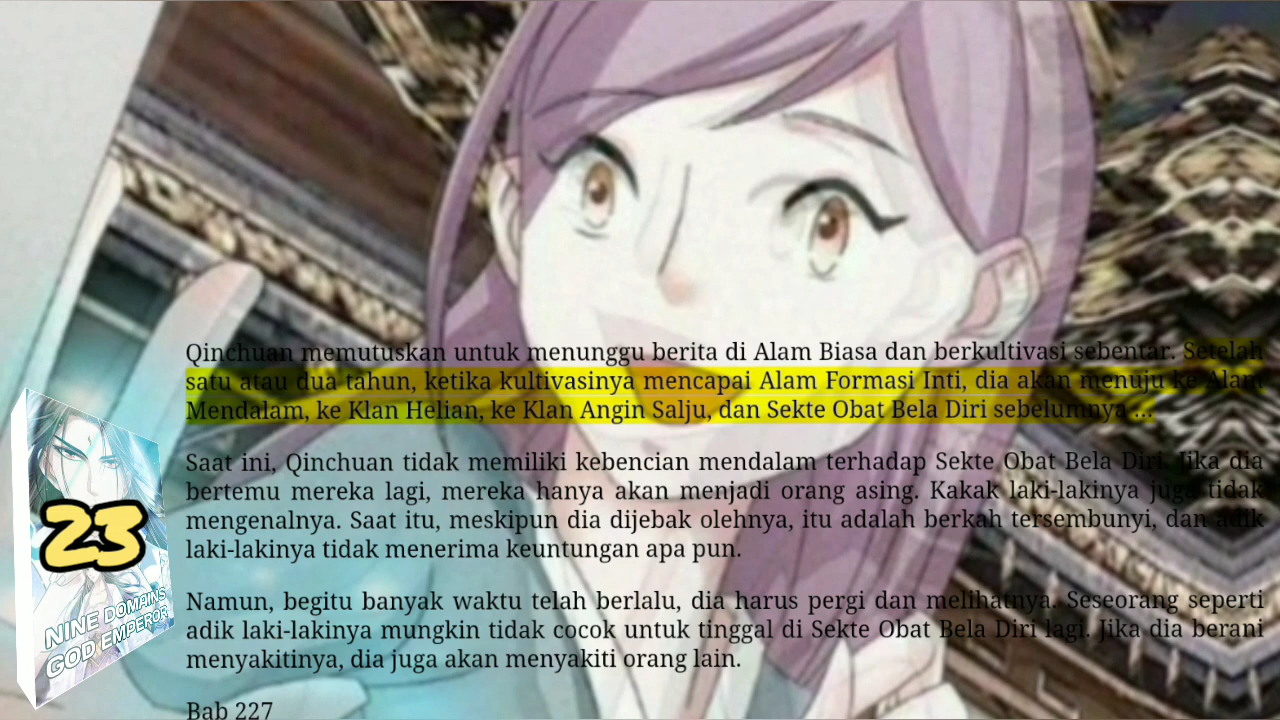 Qinchuan memutuskan untuk menunggu berita di Alam Biasa dan berkultivasi sebentar. Setelah
satu atau dua tahun, ketika kultivasinya mencapai Alam Formasi Inti, dia akan menuju ke Alam
Mendalam, ke Klan Helian, ke Klan Angin Salju, dan Sekte Obat Bela Diri sebelumnya ...
Saat ini, Qinchuan tidak memiliki kebencian mendalam terhadap Sekte Obat Bela Diri. Jika dia
bertemu mereka lagi, mereka hanya akan menjadi orang asing. Kakak laki-lakinya juga tidak
mengenalnya. Saat itu, meskipun dia dijebak olehnya, itu adalah berkah tersembunyi, dan adik
laki-lakinya tidak menerima keuntungan apa pun.
Namun, begitu banyak waktu telah berlalu, dia harus pergi dan melihatnya. Seseorang seperti
adik laki-lakinya mungkin tidak cocok untuk tinggal di Sekte Obat Bela Diri lagi. Jika dia berani
menyakitinya, dia juga akan menyakiti orang lain.
Bab 227
23
NINE DOMAINS
GOD EMPEROR